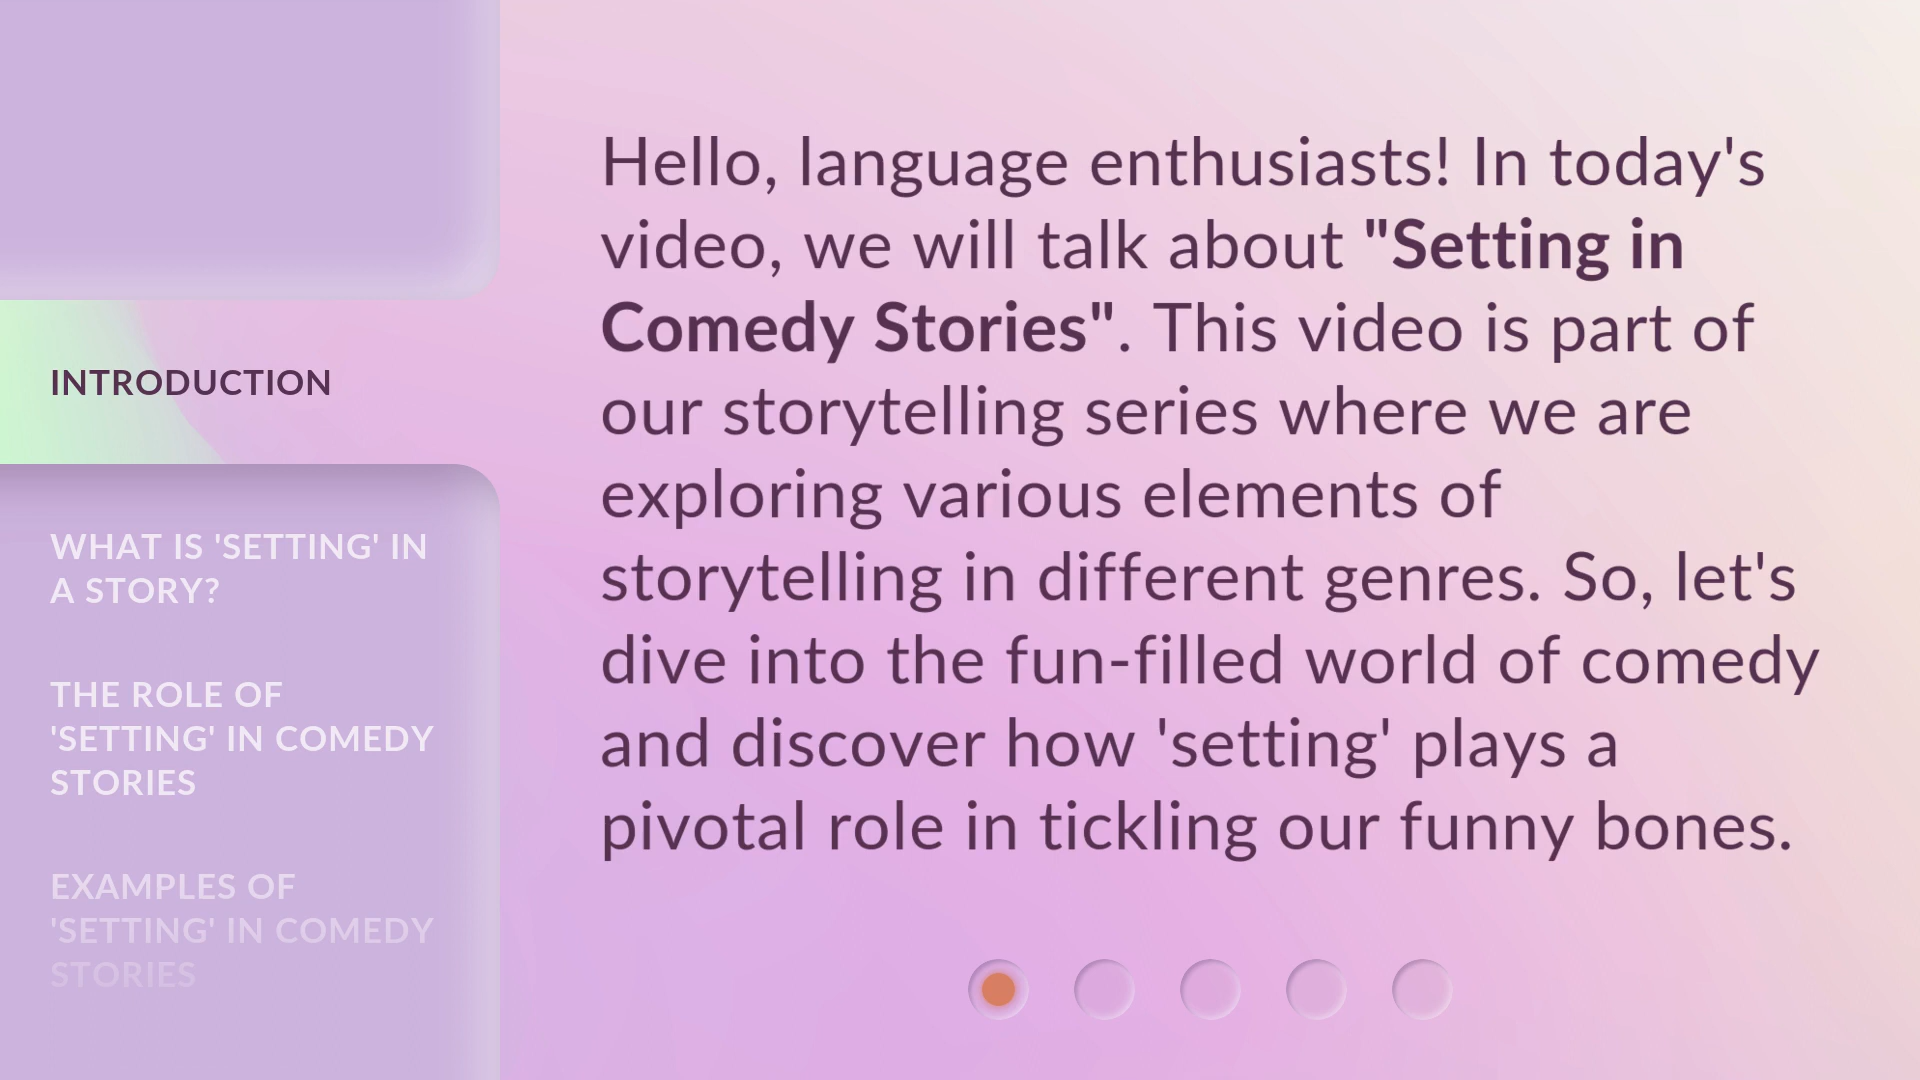 INTRODUCTION
WHAT IS 'SETTING' IN
A STORY?
THE ROLE OF
'SETTING' IN COMEDY
STORIES
EXAMPLES OF
'SETTING' IN COMEDY
STORIES
Hello, language enthusiasts! In today's
video, we will talk about "Setting in
Comedy Stories". This video is part of
our storytelling series where we are
exploring various elements of
storytelling in different genres. So, let's
dive into the fun-filled world of comedy
and discover how 'setting' plays a
pivotal role in tickling our funny bones.